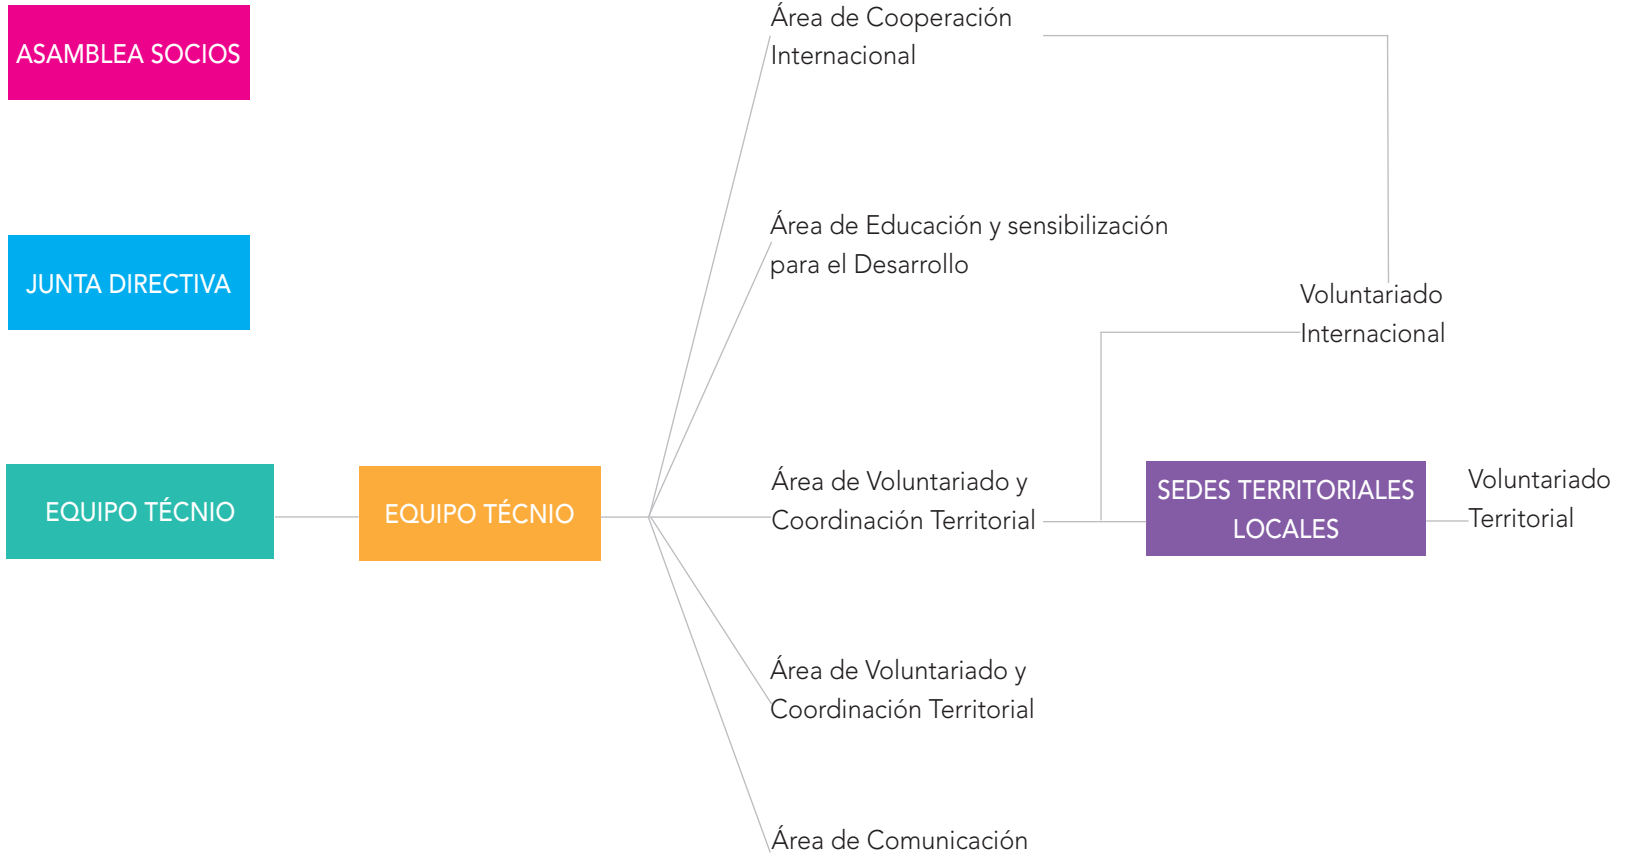 ASAMBLEA SOCIOS
JUNTA DIRECTIVA
EQUIPO TÉCNIO
EQUIPO TÉCNIO
Área de Cooperación
Internacional
Área de Educación y sensibilización
para el Desarrollo
Área de Voluntariado y
Coordinación Territorial
Área de Voluntariado y
Coordinación Territorial
Área de Comunicación
Voluntariado
Internacional
SEDES TERRITORIALES
LOCALES
Voluntariado
Territorial